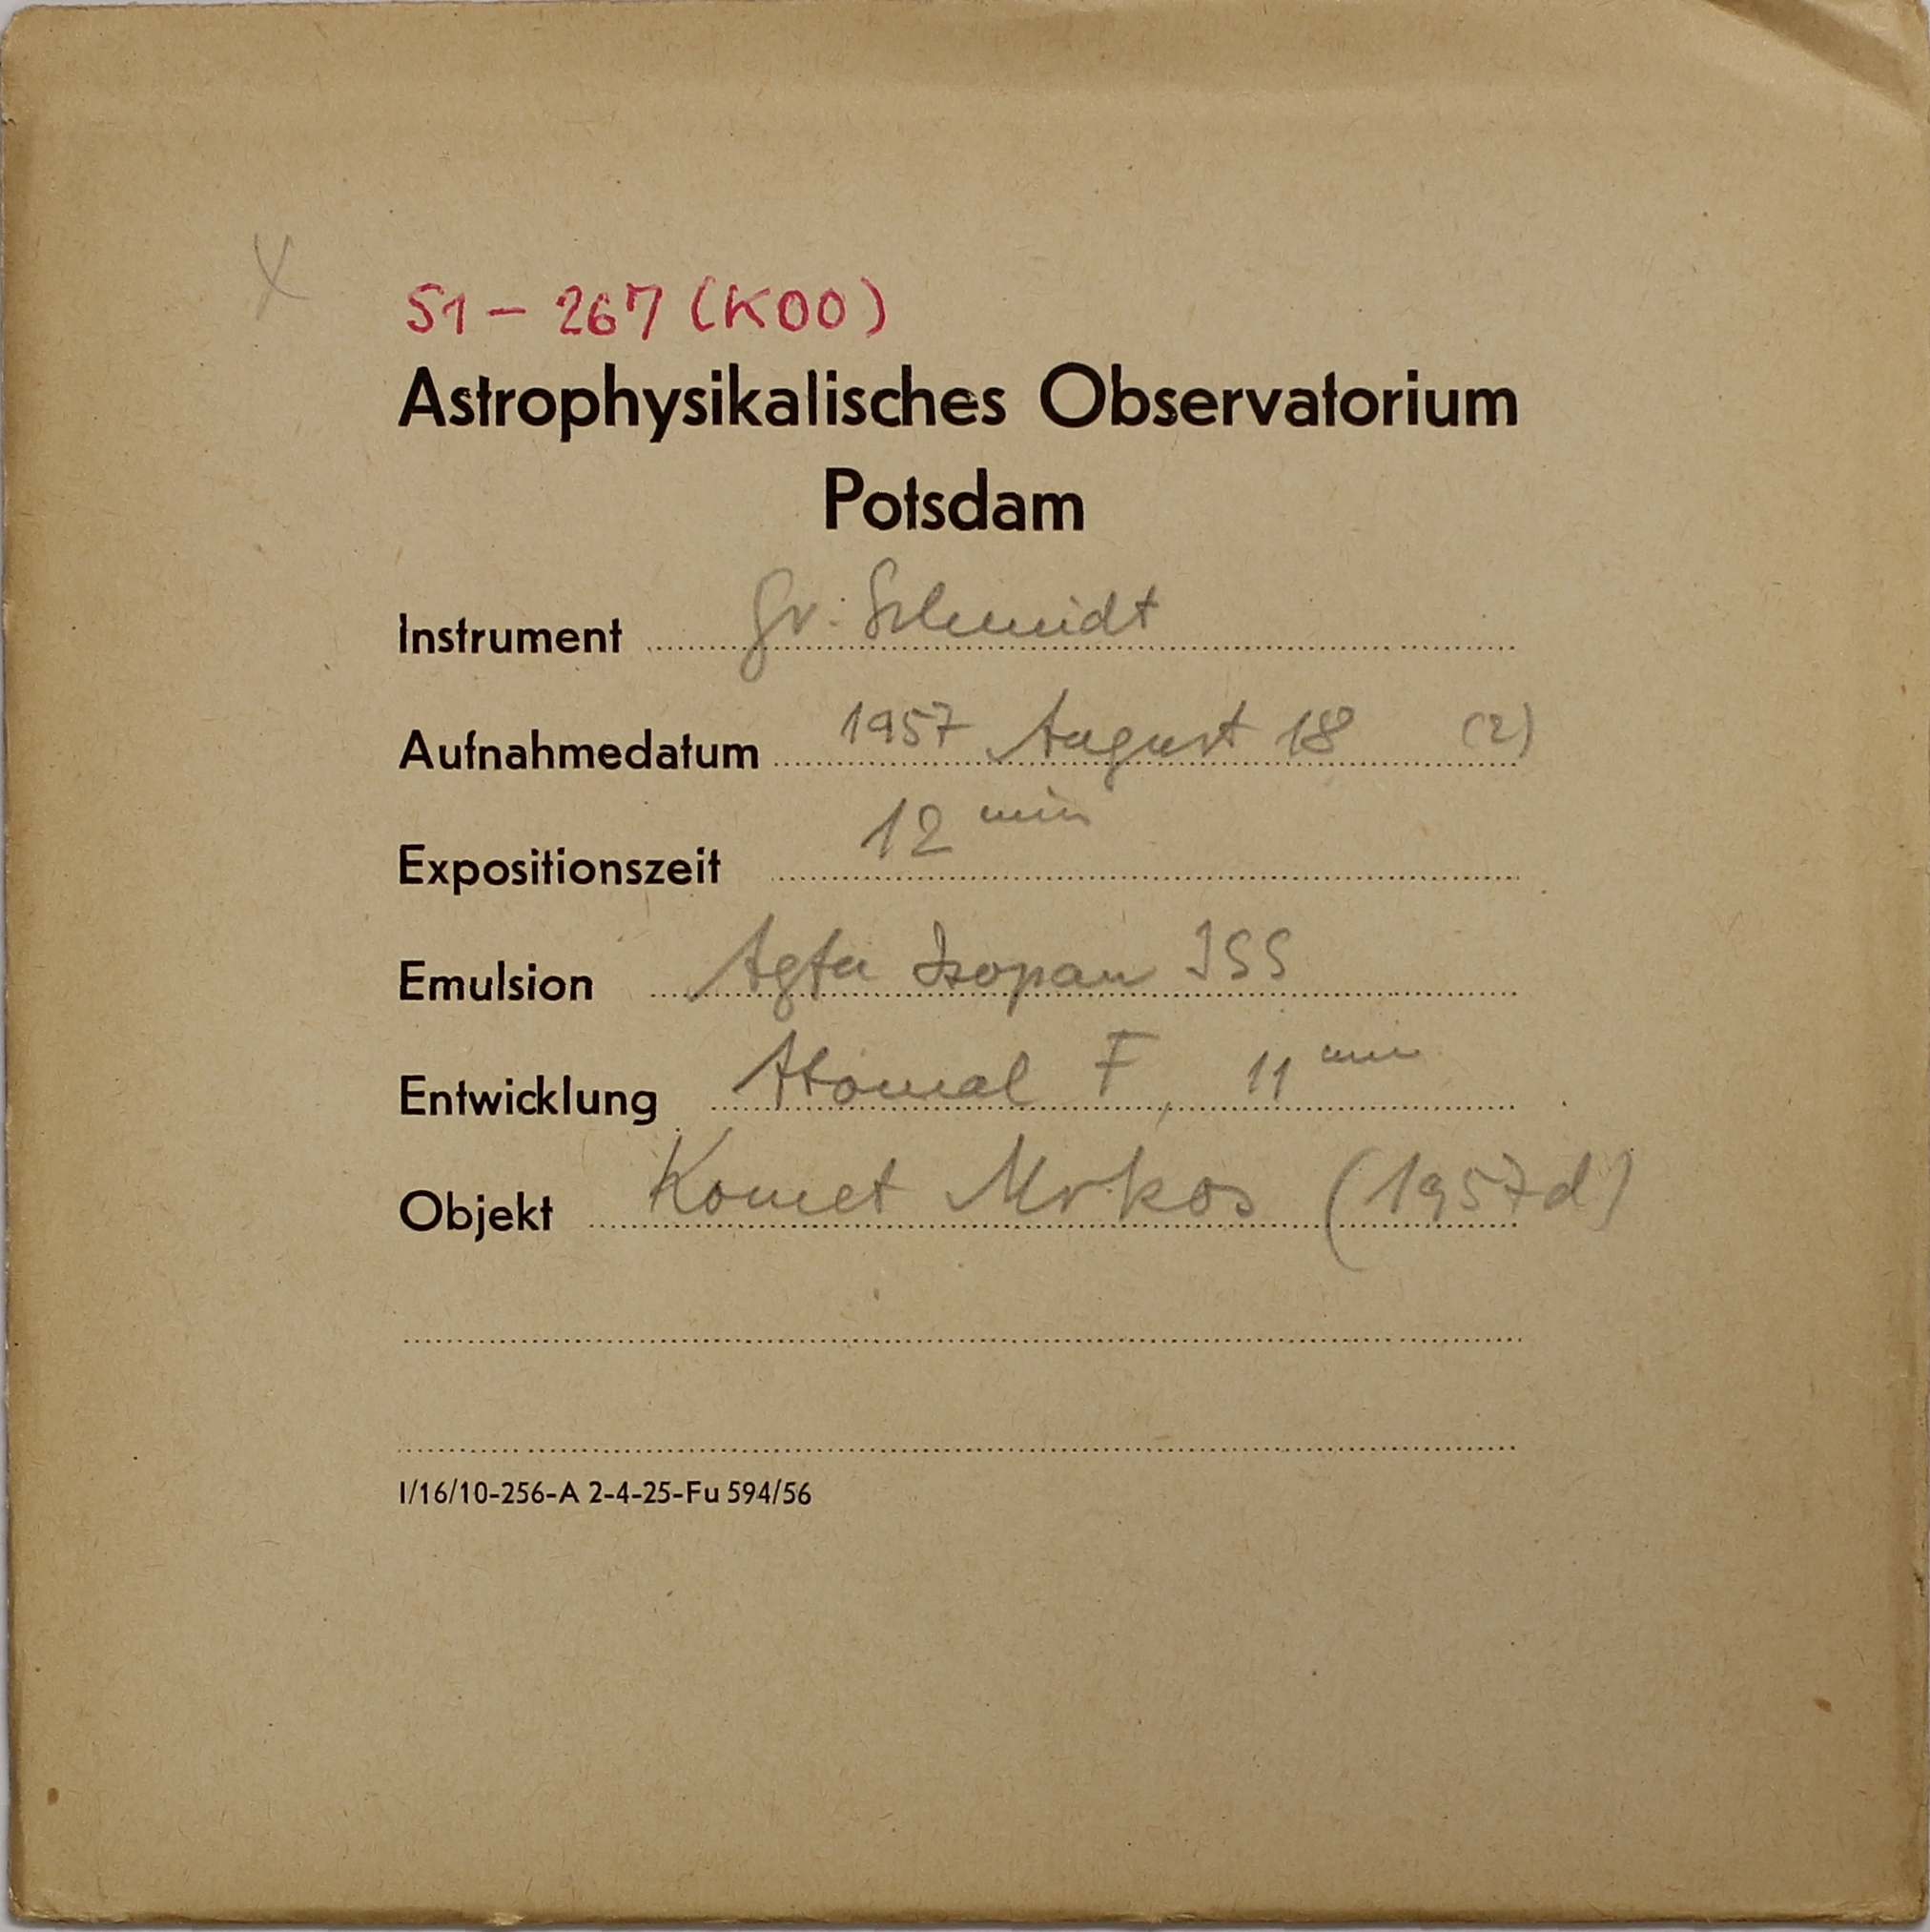 X
S1 - 267 (K00)
Astrophysikalisches Observatorium
Potsdam
Instrument Gr. Schmidt
Aufnahmedatum 1957 August 18 (2)
Expositionszeit 12 min
Emulsion Agfa Isopan ISS
Entwicklung Atomal F, 11 min
Objekt Komet Mrkos (1957d)
I/16/10-256-A 2-4-25-Fu 594/56